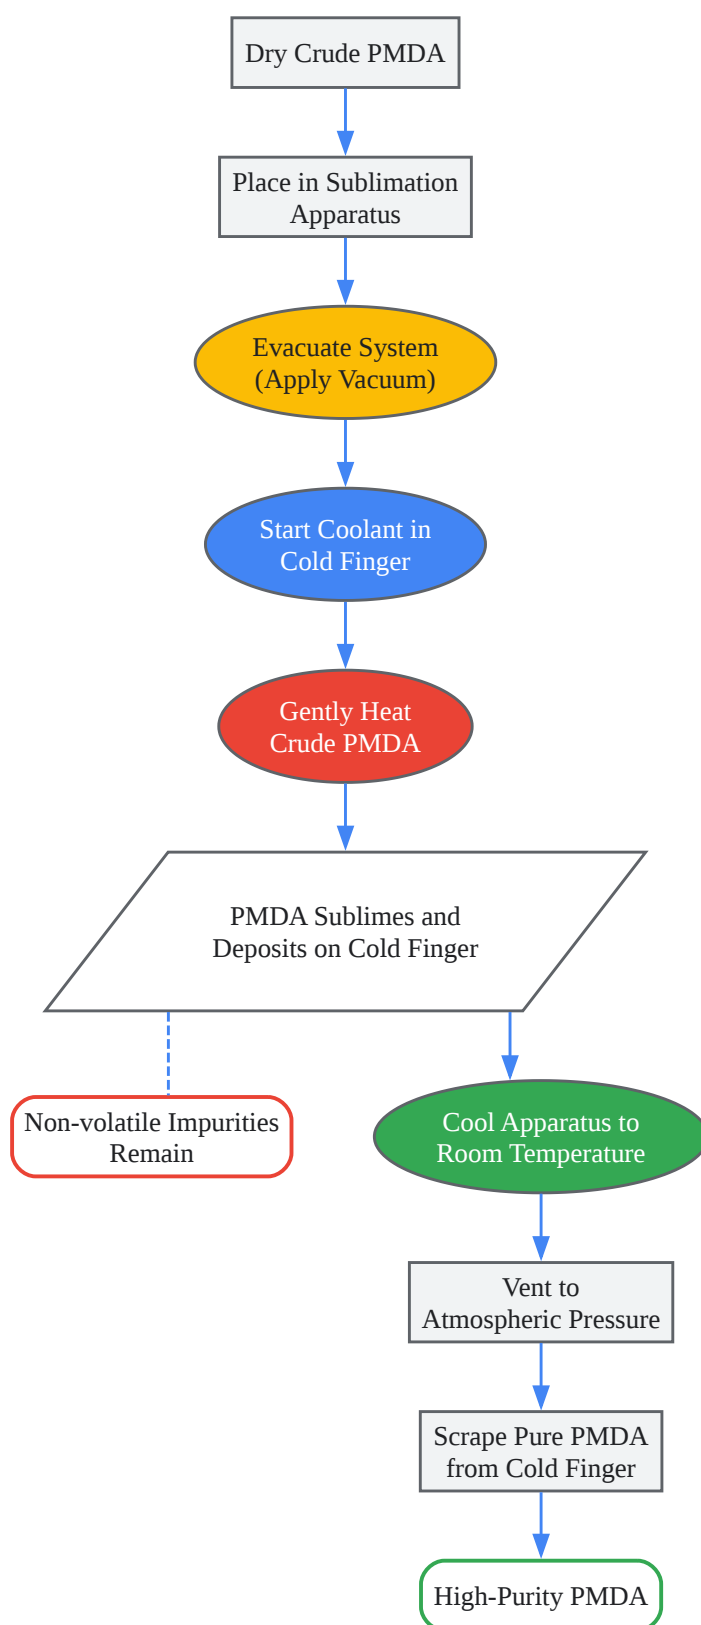 Dry Crude PMDA
Place in Sublimation
Apparatus
Evacuate System
(Apply Vacuum)
Start Coolant in
Cold Finger
Gently Heat
Crude PMDA
PMDA Sublimes and
Deposits on Cold Finger
Non-volatile Impurities
Remain
Cool Apparatus to
Room Temperature
Vent to
Atmospheric Pressure
Scrape Pure PMDA
from Cold Finger
High-Purity PMDA